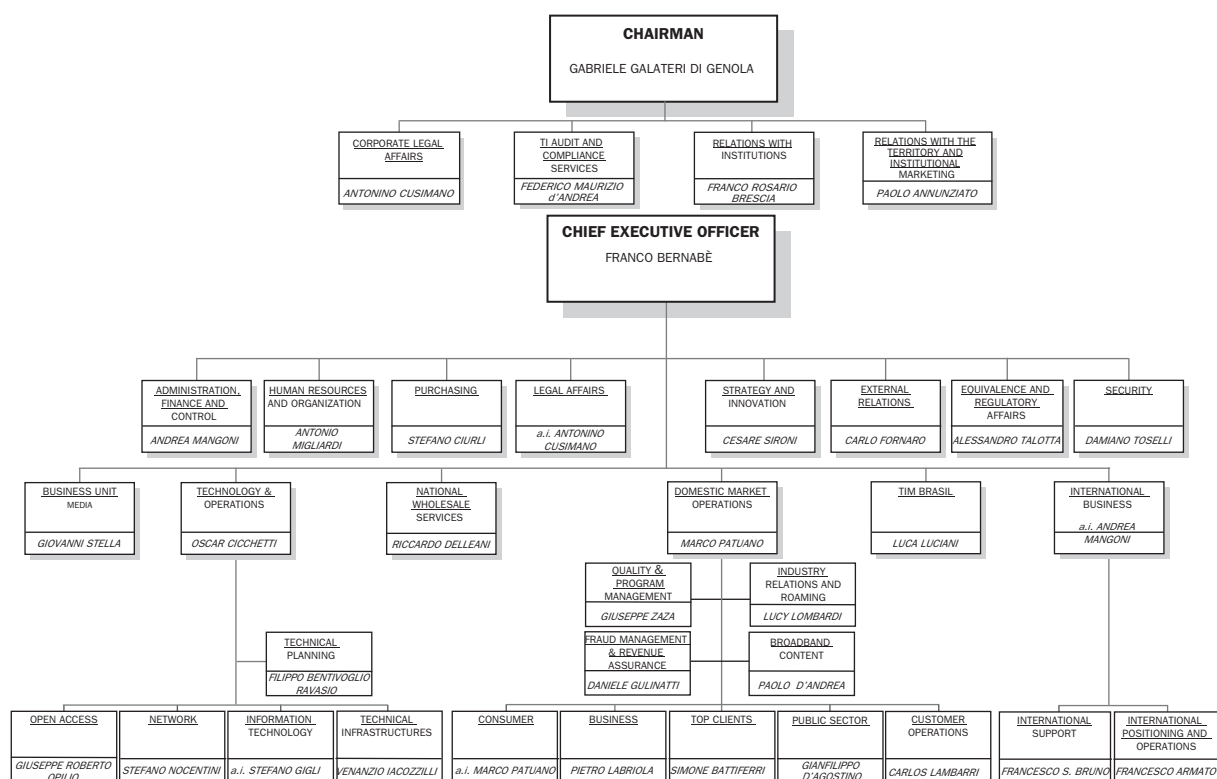 CHAIRMAN
GABRIELE GALATERI DI GENOLA
CORPORATE LEGAL
AFFAIRS
ANTONINO CUSIMANO
TI AUDIT AND
COMPLIANCE
SERVICES
FEDERICO MAURIZIO
d'ANDREA
RELATIONS WITH
INSTITUTIONS
FRANCO ROSARIO
BRESCIA
RELATIONS WITH THE
TERRITORY AND
INSTITUTIONAL
MARKETING
PAOLO ANNUNZIATO
CHIEF EXECUTIVE OFFICER
FRANCO BERNABÈ
ADMINISTRATION,
FINANCE AND
CONTROL
ANDREA MANGONI
HUMAN RESOURCES
AND ORGANIZATION
ANTONIO
MIGLIARDI
PURCHASING
STEFANO CIURLI
LEGAL AFFAIRS
a.i. ANTONINO
CUSIMANO
STRATEGY AND
INNOVATION
CESARE SIRONI
EXTERNAL
RELATIONS
CARLO FORNARO
EQUIVALENCE AND
REGULATORY
AFFAIRS
ALESSANDRO TALOTTA
SECURITY
DAMIANO TOSELLI
BUSINESS UNIT
MEDIA
GIOVANNI STELLA
TECHNOLOGY &
OPERATIONS
OSCAR CICCHETTI
NATIONAL
WHOLESALE
SERVICES
RICCARDO DELLEANI
DOMESTIC MARKET
OPERATIONS
MARCO PATUANO
TIM BRASIL
LUCA LUCIANI
INTERNATIONAL
BUSINESS
a.i. ANDREA
MANGONI
QUALITY &
PROGRAM
MANAGEMENT
GIUSEPPE ZAZA
INDUSTRY
RELATIONS AND
ROAMING
LUCY LOMBARDI
TECHNICAL
PLANNING
FILIPPO BENTIVOGLIO
RAVASIO
FRAUD MANAGEMENT
& REVENUE
ASSURANCE
DANIELE GULINATTI
BROADBAND
CONTENT
PAOLO D'ANDREA
OPEN ACCESS
GIUSEPPE ROBERTO
OPILIO
NETWORK
STEFANO NOCENTINI
INFORMATION
TECHNOLOGY
a.i. STEFANO GIGLI
TECHNICAL
INFRASTRUCTURES
VENANZIO IACOZZILLI
CONSUMER
a.i. MARCO PATUANO
BUSINESS
PIETRO LABRIOLA
TOP CLIENTS
SIMONE BATTIFERRI
PUBLIC SECTOR
GIANFILIPPO
D'AGOSTINO
CUSTOMER
OPERATIONS
CARLOS LAMBARRI
INTERNATIONAL
SUPPORT
FRANCESCO S. BRUNO
INTERNATIONAL
POSITIONING AND
OPERATIONS
FRANCESCO ARMATO